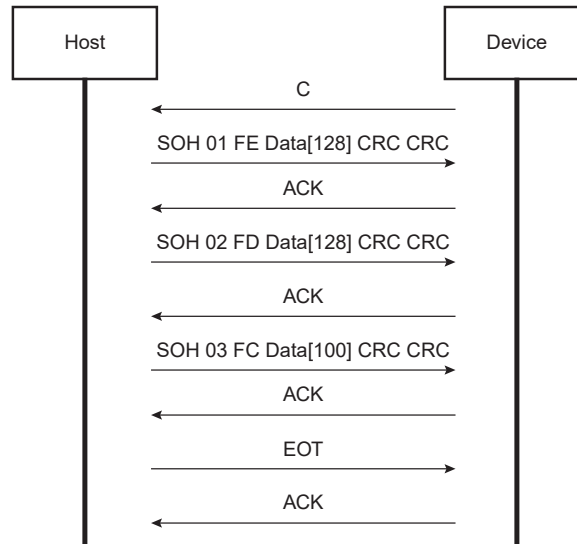 Host
Device
C
SOH 01 FE Data[128] CRC CRC
ACK
SOH 02 FD Data[128] CRC CRC
ACK
SOH 03 FC Data[100] CRC CRC
ACK
EOT
ACK